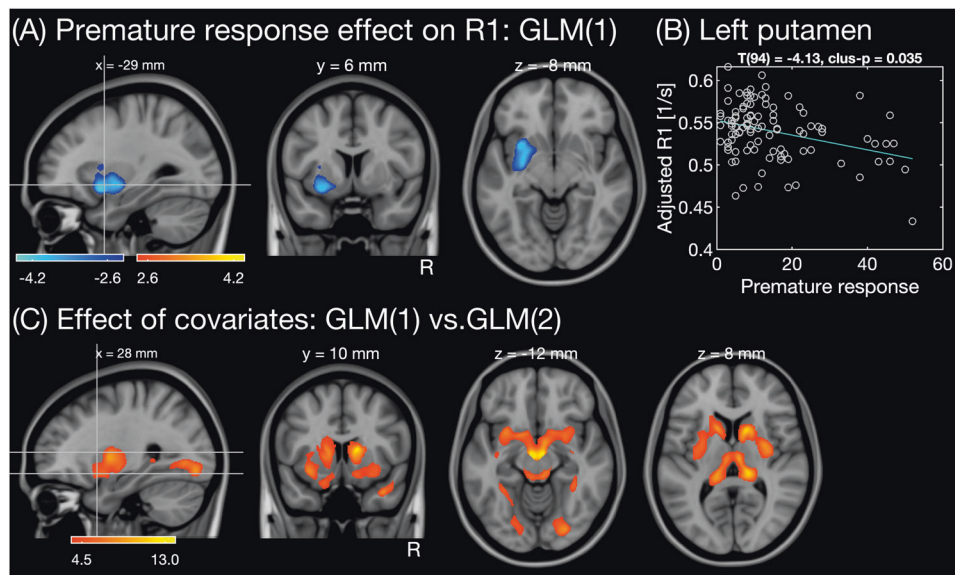 (A) Premature response effect on R1: GLM(1)
x = -29 mm
y = 6 mm
z = -8 mm
R
-4.2 -2.6 2.6 4.2
(B) Left putamen
T(94) = -4.13, clus-p = 0.035
Adjusted R1 [1/s]
0.6
0.55
0.5
0.45
0.4
0 20 40 60
Premature response
(C) Effect of covariates: GLM(1) vs.GLM(2)
x = 28 mm
y = 10 mm
z = -12 mm
z = 8 mm
R
4.5 13.0